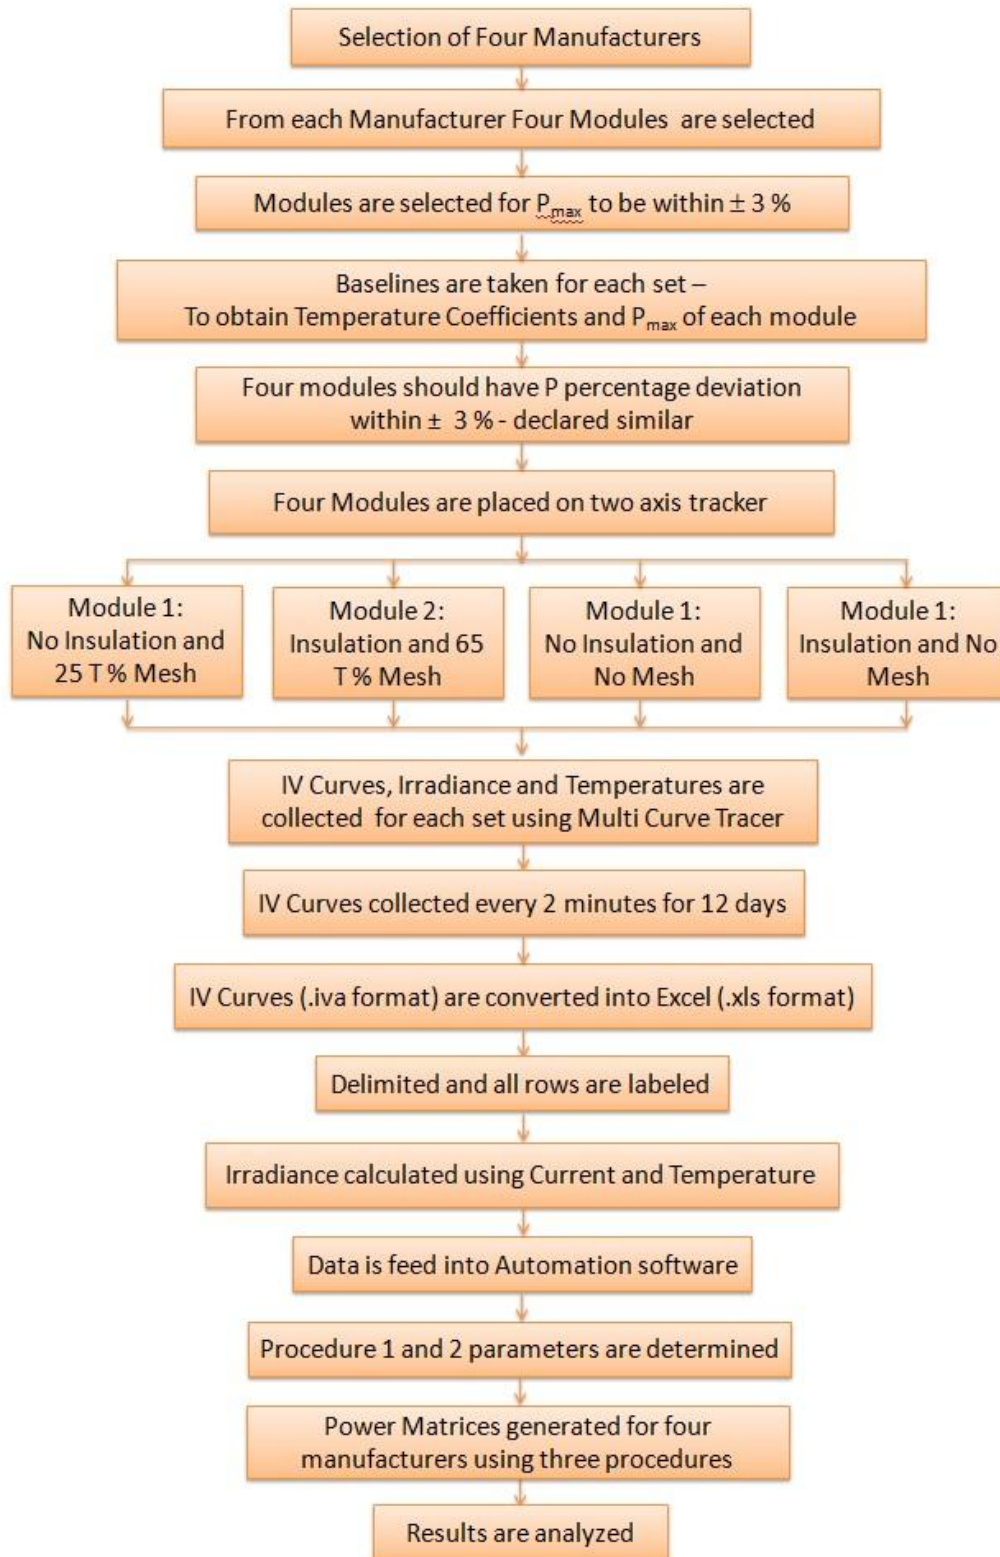 Selection of Four Manufacturers
From each Manufacturer Four Modules are selected
Modules are selected for Pmax to be within ± 3 %
Baselines are taken for each set –
To obtain Temperature Coefficients and Pmax of each module
Four modules should have P percentage deviation
within ± 3 % - declared similar
Four Modules are placed on two axis tracker
Module 1:
No Insulation and
25 T % Mesh
Module 2:
Insulation and 65
T % Mesh
Module 1:
No Insulation and
No Mesh
Module 1:
Insulation and No
Mesh
IV Curves, Irradiance and Temperatures are
collected for each set using Multi Curve Tracer
IV Curves collected every 2 minutes for 12 days
IV Curves (.iva format) are converted into Excel (.xls format)
Delimited and all rows are labeled
Irradiance calculated using Current and Temperature
Data is feed into Automation software
Procedure 1 and 2 parameters are determined
Power Matrices generated for four
manufacturers using three procedures
Results are analyzed